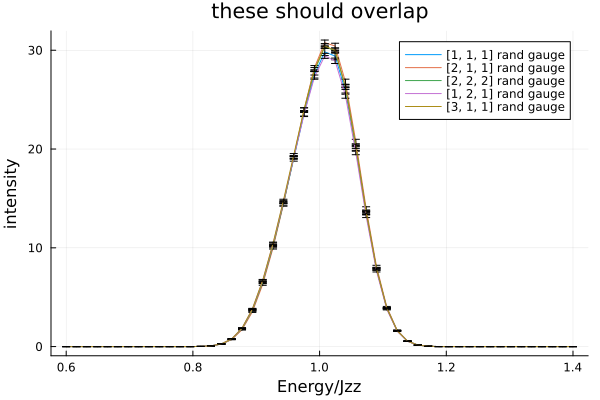 these should overlap
[1, 1, 1] rand gauge
[2, 1, 1] rand gauge
[2, 2, 2] rand gauge
[1, 2, 1] rand gauge
[3, 1, 1] rand gauge
intensity
30
20
10
0
0.6 0.8 1.0 1.2 1.4
Energy/Jzz